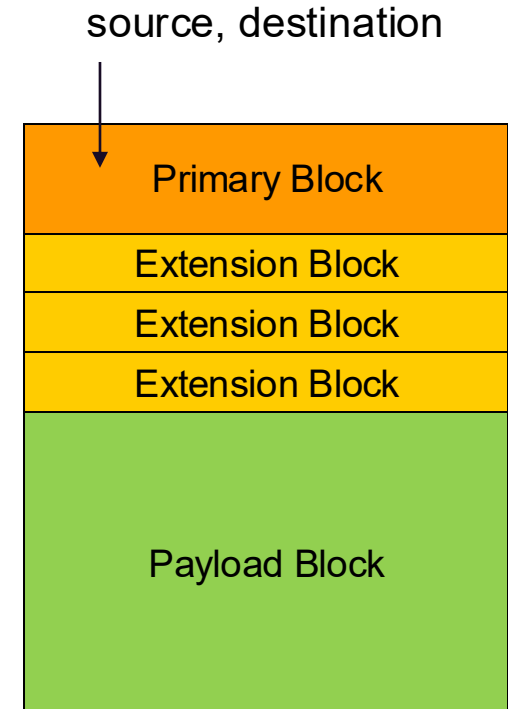 source, destination
Primary Block
Extension Block
Extension Block
Extension Block
Payload Block